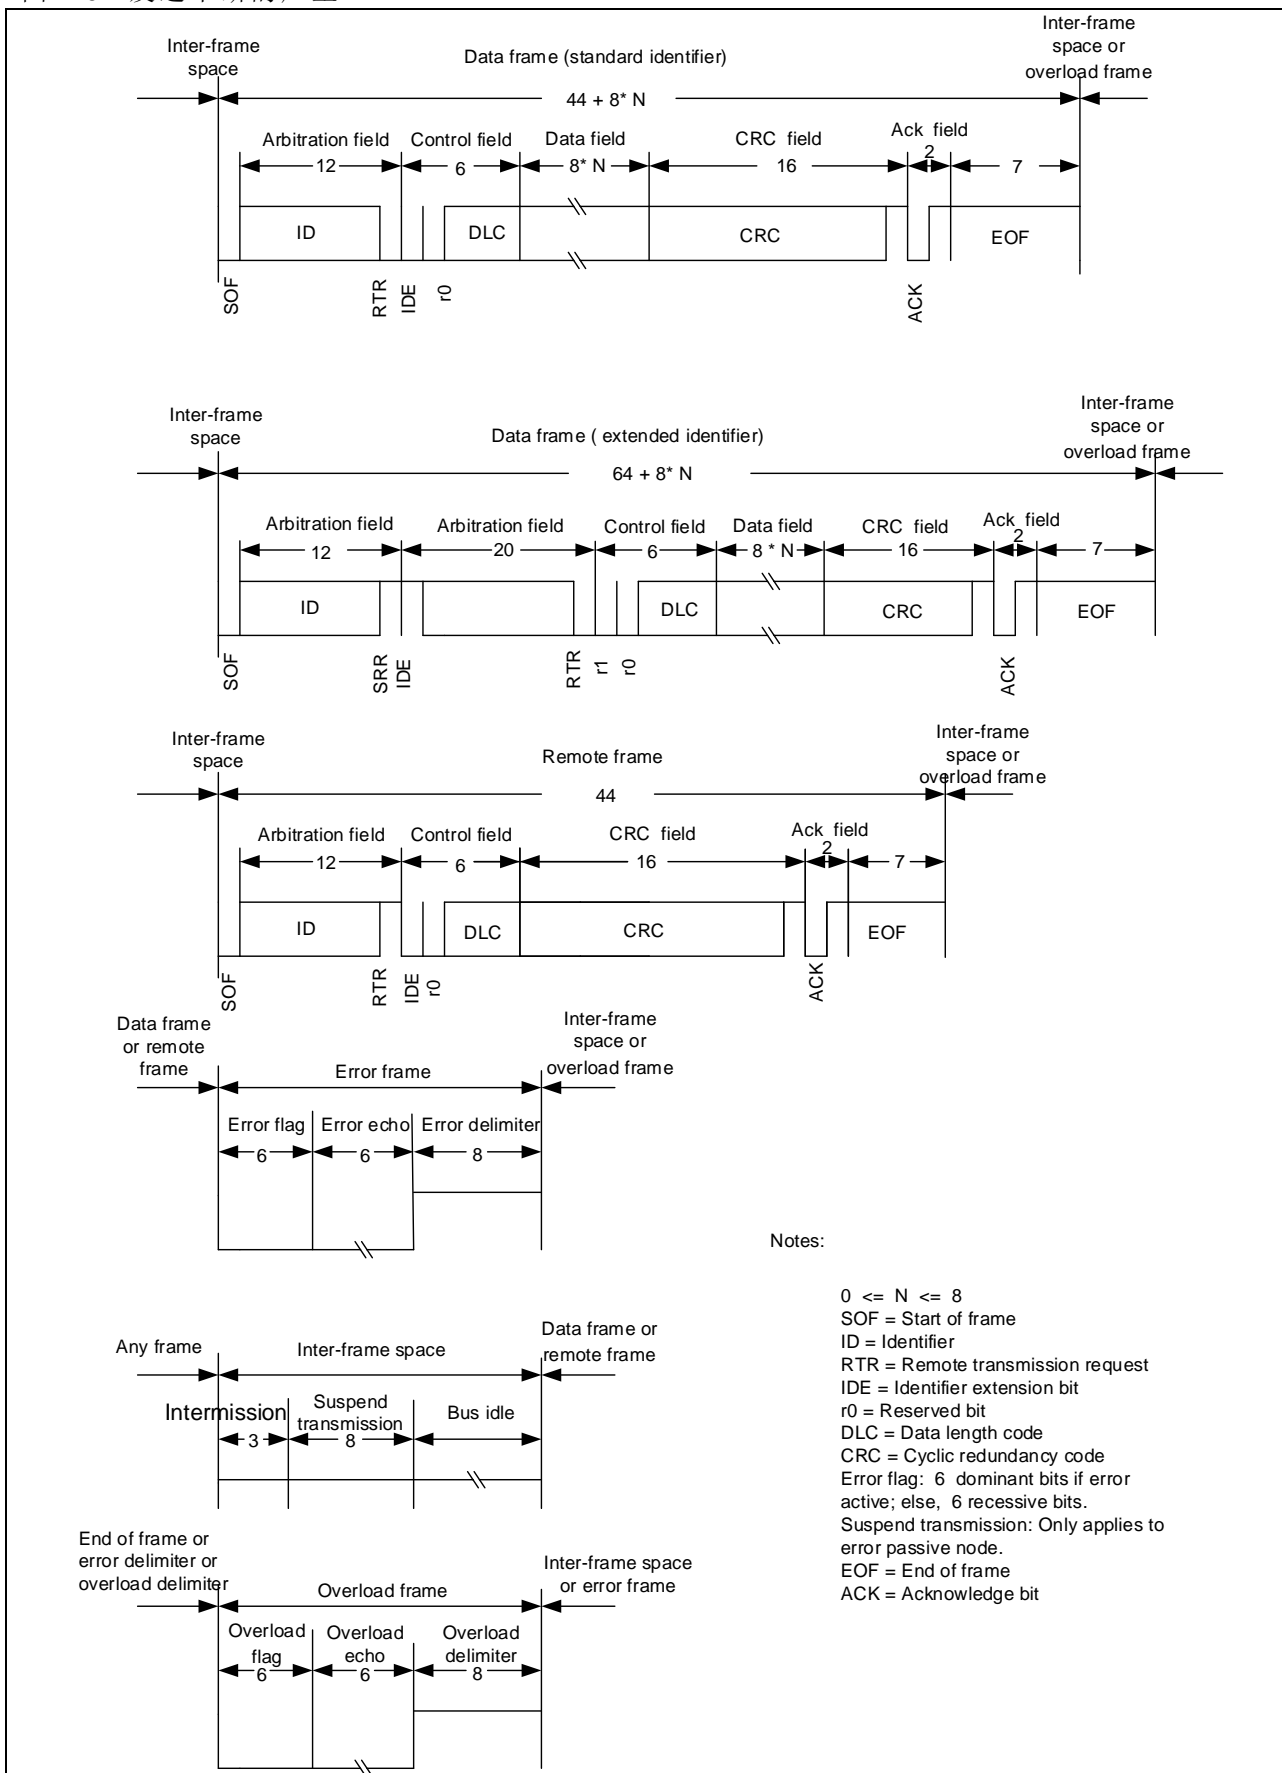 Inter-frame
space
Data frame (standard identifier)
Inter-frame
space or
overload frame
44 + 8* N
Arbitration field
Control field
Data field
CRC field
Ack field
12
6
8* N
16
2
7
ID
DLC
CRC
EOF
SOF
RTR
IDE
r0
ACK
Inter-frame
space
Data frame ( extended identifier)
Inter-frame
space or
overload frame
64 + 8* N
Arbitration field
Arbitration field
Control field
Data field
CRC field
Ack field
12
20
6
8 * N
16
2
7
ID
DLC
CRC
EOF
SOF
SRR
IDE
RTR
r1
r0
ACK
Inter-frame
space
Remote frame
Inter-frame
space or
overload frame
44
Arbitration field
Control field
CRC field
Ack field
12
6
16
2
7
ID
DLC
CRC
EOF
SOF
RTR
IDE
r0
ACK
Data frame
or remote
frame
Error frame
Inter-frame
space or
overload frame
Error flag
Error echo
Error delimiter
6
6
8
Any frame
Inter-frame space
Data frame or
remote frame
Intermission
Suspend
transmission
Bus idle
3
8
End of frame or
error delimiter or
overload delimiter
Overload frame
Inter-frame space
or error frame
Overload
flag
Overload
echo
Overload
delimiter
6
6
8
Notes:
0 <= N <= 8
SOF = Start of frame
ID = Identifier
RTR = Remote transmission request
IDE = Identifier extension bit
r0 = Reserved bit
DLC = Data length code
CRC = Cyclic redundancy code
Error flag: 6 dominant bits if error
active; else, 6 recessive bits.
Suspend transmission: Only applies to
error passive node.
EOF = End of frame
ACK = Acknowledge bit